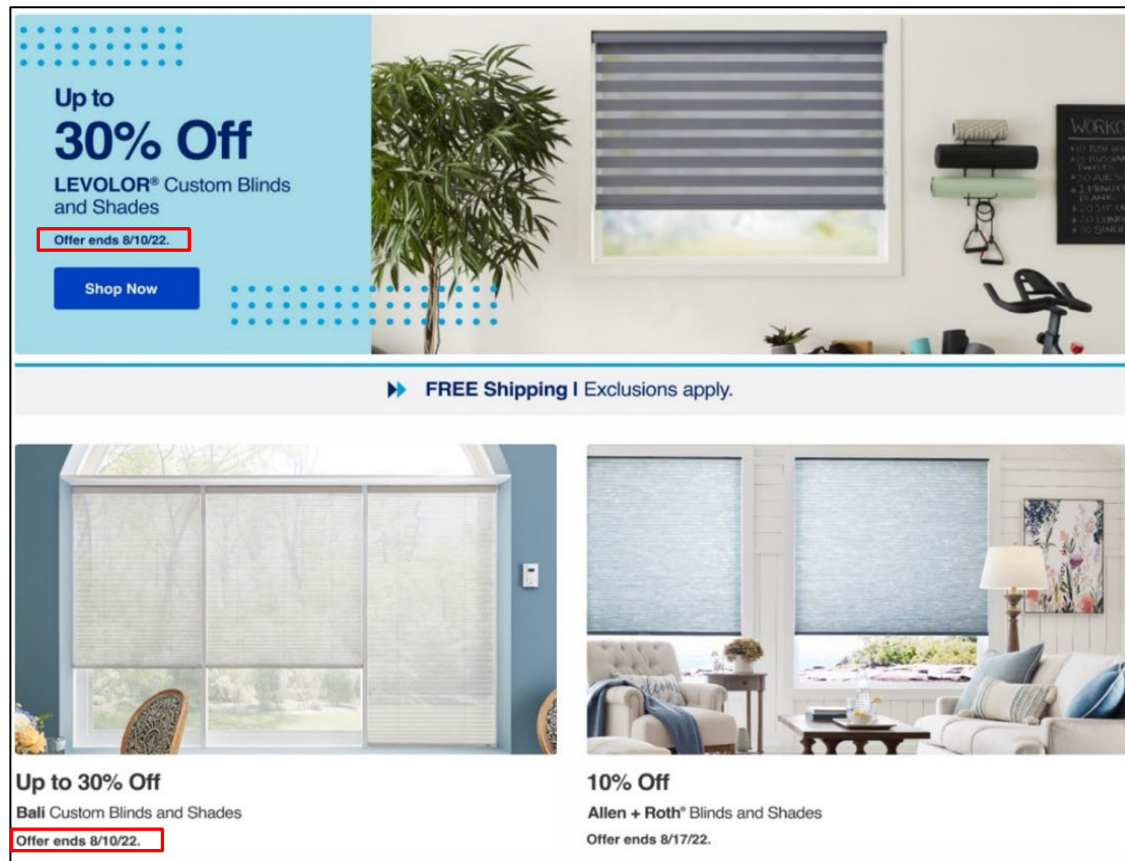 Up to
30% Off
LEVOLOR® Custom Blinds
and Shades
Offer ends 8/10/22.
Shop Now
WORKO
FREE Shipping | Exclusions apply.
Up to 30% Off
Bali Custom Blinds and Shades
Offer ends 8/10/22.
10% Off
Allen + Roth® Blinds and Shades
Offer ends 8/17/22.